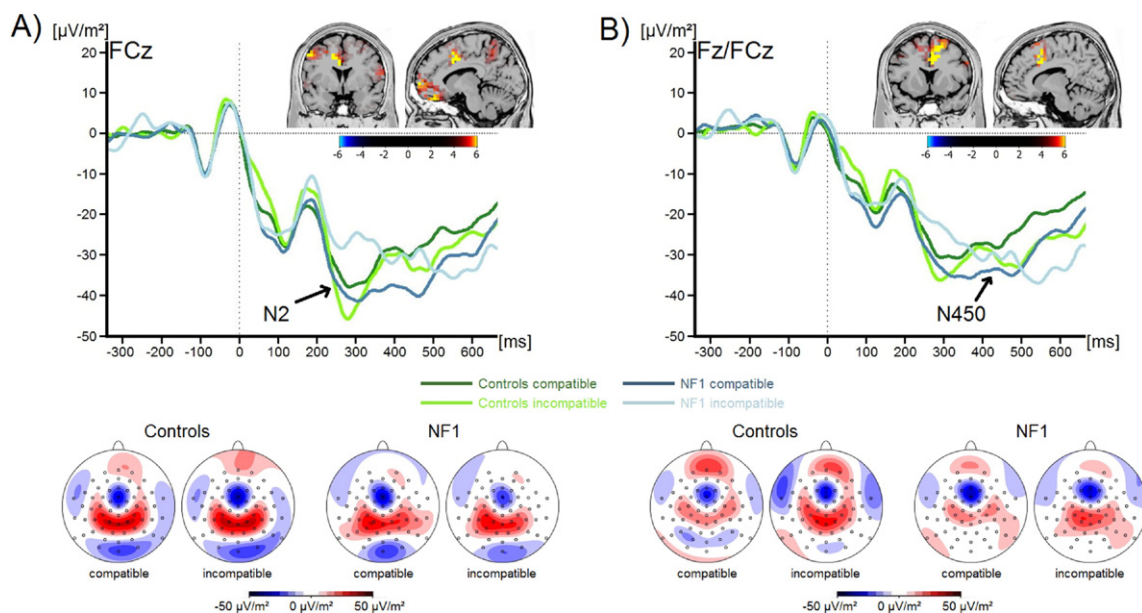 A)
[µV/m²]
FCz
20
10
0
-10
-20
-30
-40
-50
-6 -4 -2 0 2 4 6
N2
-300 -200 -100 0 100 200 300 400 500 600
[ms]
B)
[µV/m²]
Fz/FCz
20
10
0
-10
-20
-30
-40
-50
-6 -4 -2 0 2 4 6
N450
-300 -200 -100 0 100 200 300 400 500 600
[ms]
Controls compatible
NF1 compatible
Controls incompatible
NF1 incompatible
Controls
NF1
compatible
incompatible
compatible
incompatible
-50 µV/m² 0 µV/m² 50 µV/m²
Controls
NF1
compatible
incompatible
compatible
incompatible
-50 µV/m² 0 µV/m² 50 µV/m²